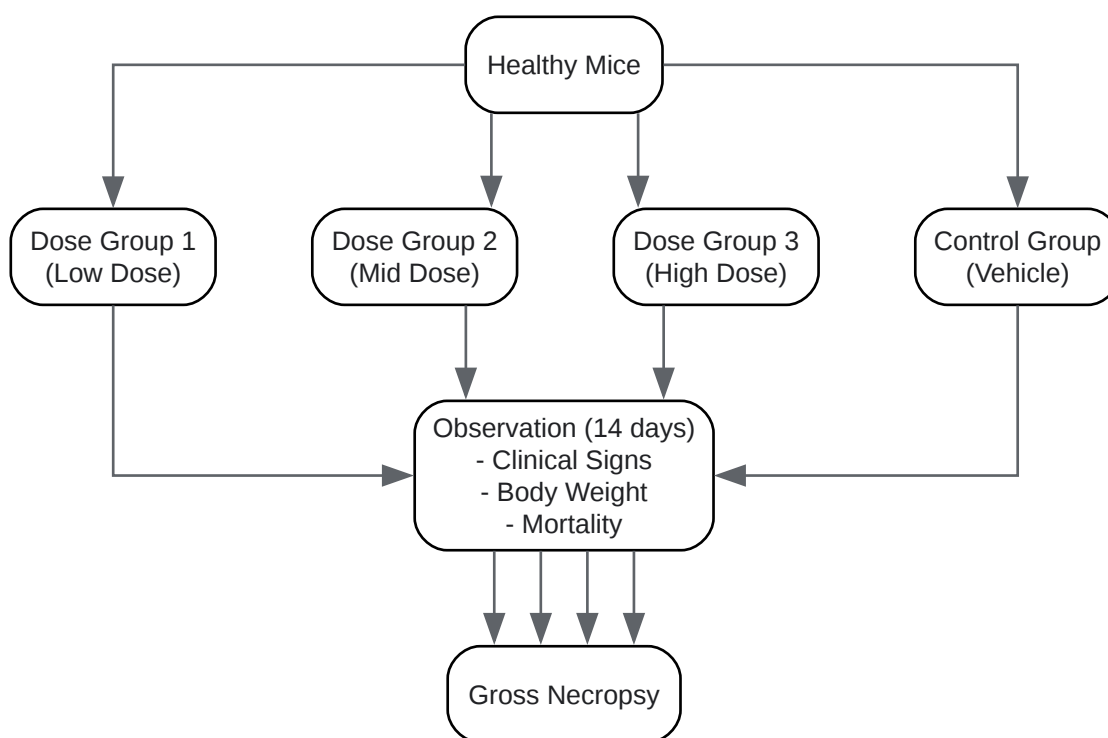 Healthy Mice
Dose Group 1
(Low Dose)
Dose Group 2
(Mid Dose)
Dose Group 3
(High Dose)
Control Group
(Vehicle)
Observation (14 days)
- Clinical Signs
- Body Weight
- Mortality
Gross Necropsy